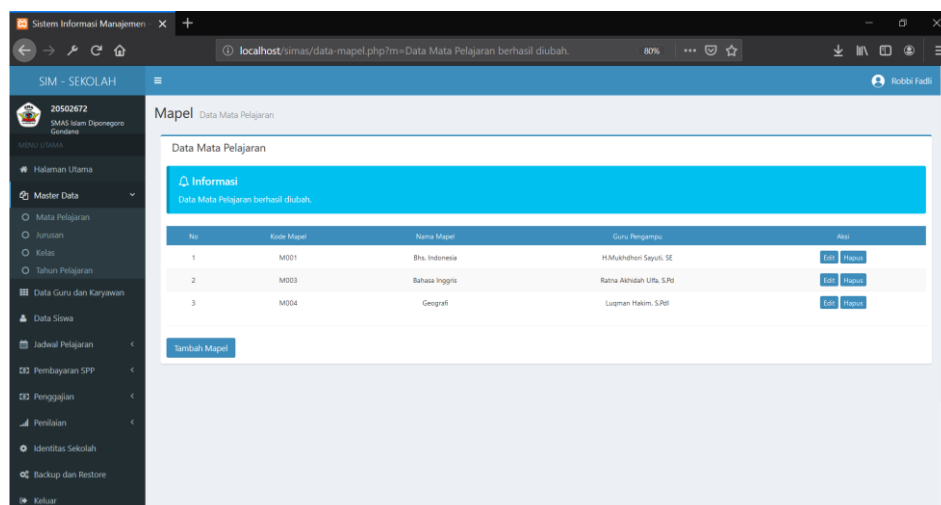 Sistem Informasi Manajemen -
localhost/simas/data-mapel.php?m=Data Mata Pelajaran berhasil diubah.
80%
SIM - SEKOLAH
Robbi Fadli
20502672
SMAS Islam Diponegoro
Gondang
MENU UTAMA
Halaman Utama
Master Data
Mata Pelajaran
Jurusan
Kelas
Tahun Pelajaran
Data Guru dan Karyawan
Data Siswa
Jadwal Pelajaran
Pembayaran SPP
Penggajian
Penilaian
Identitas Sekolah
Backup dan Restore
Keluar
Mapel Data Mata Pelajaran
Data Mata Pelajaran
Informasi
Data Mata Pelajaran berhasil diubah.
No Kode Mapel Nama Mapel Guru Pengampu Aksi
1 M001 Bhs. Indonesia H.Mukhdhori Sayuti. SE Edit Hapus
2 M003 Bahasa Inggris Ratna Akhidah Ulfa. S.Pd Edit Hapus
3 M004 Geografi Luqman Hakim. S.PdI Edit Hapus
Tambah Mapel